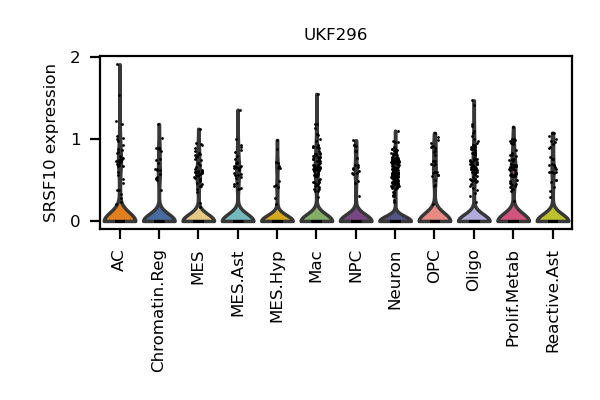 UKF296
SRSF10 expression
2
1
0
AC
Chromatin.Reg
MES
MES.Ast
MES.Hyp
Mac
NPC
Neuron
OPC
Oligo
Prolif.Metab
Reactive.Ast